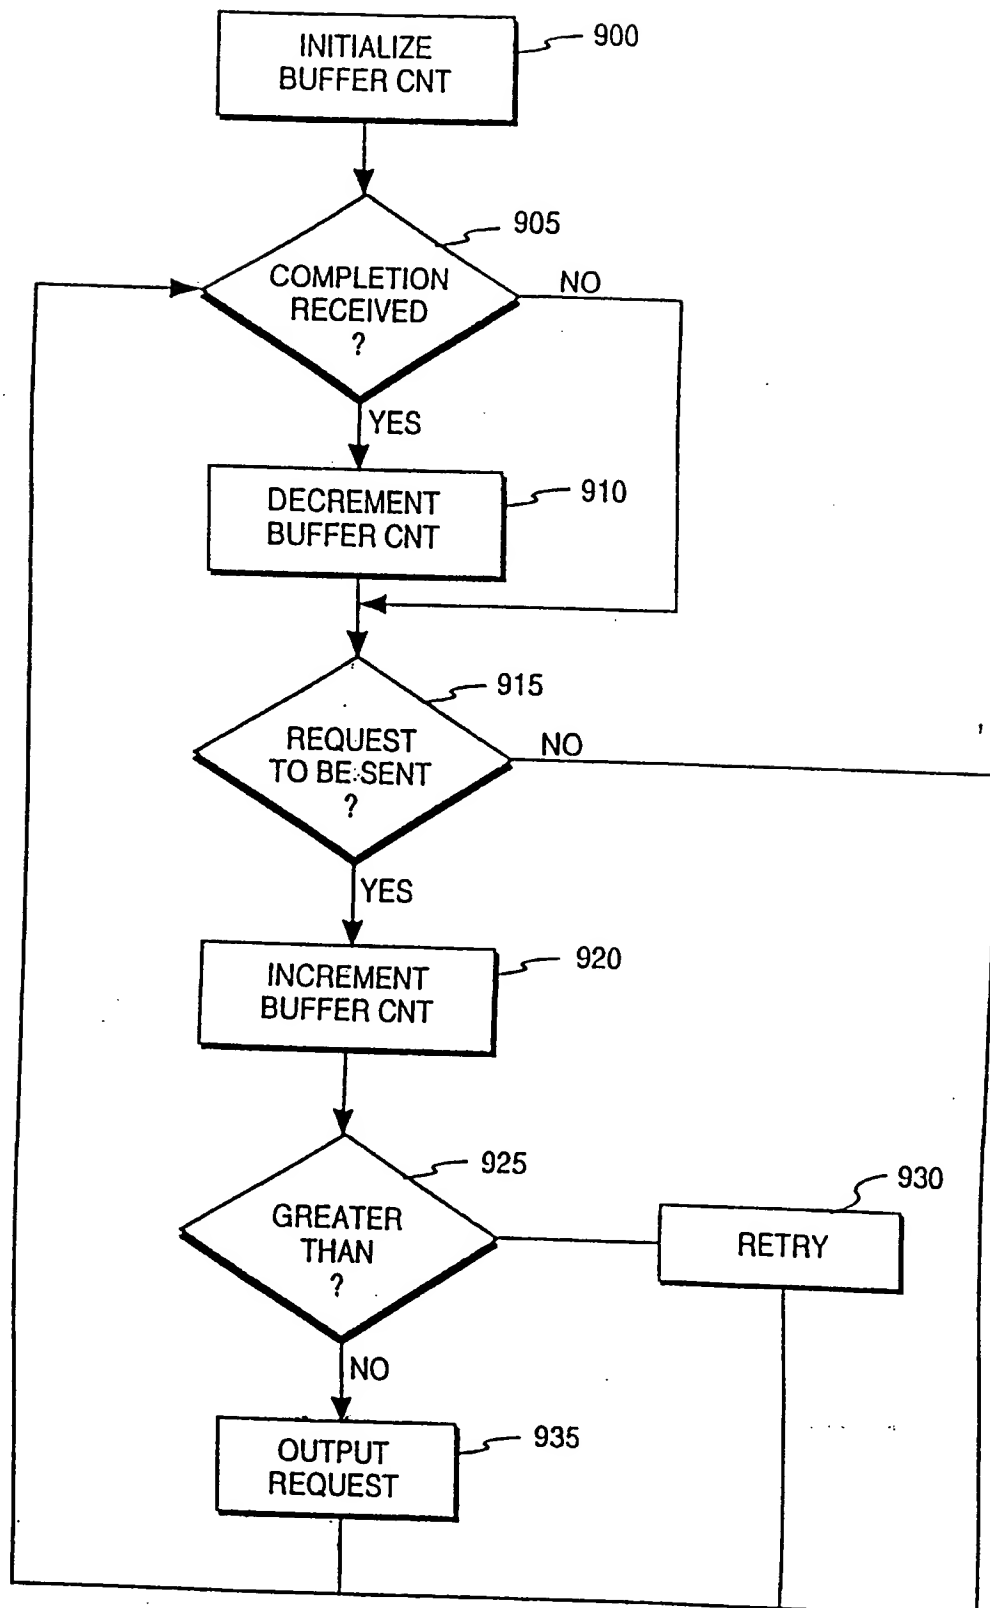 INITIALIZE
BUFFER CNT
900
COMPLETION
RECEIVED
?
905
NO
YES
DECREMENT
BUFFER CNT
910
REQUEST
TO BE SENT
?
915
NO
YES
INCREMENT
BUFFER CNT
920
GREATER
THAN
?
925
RETRY
930
NO
OUTPUT
REQUEST
935